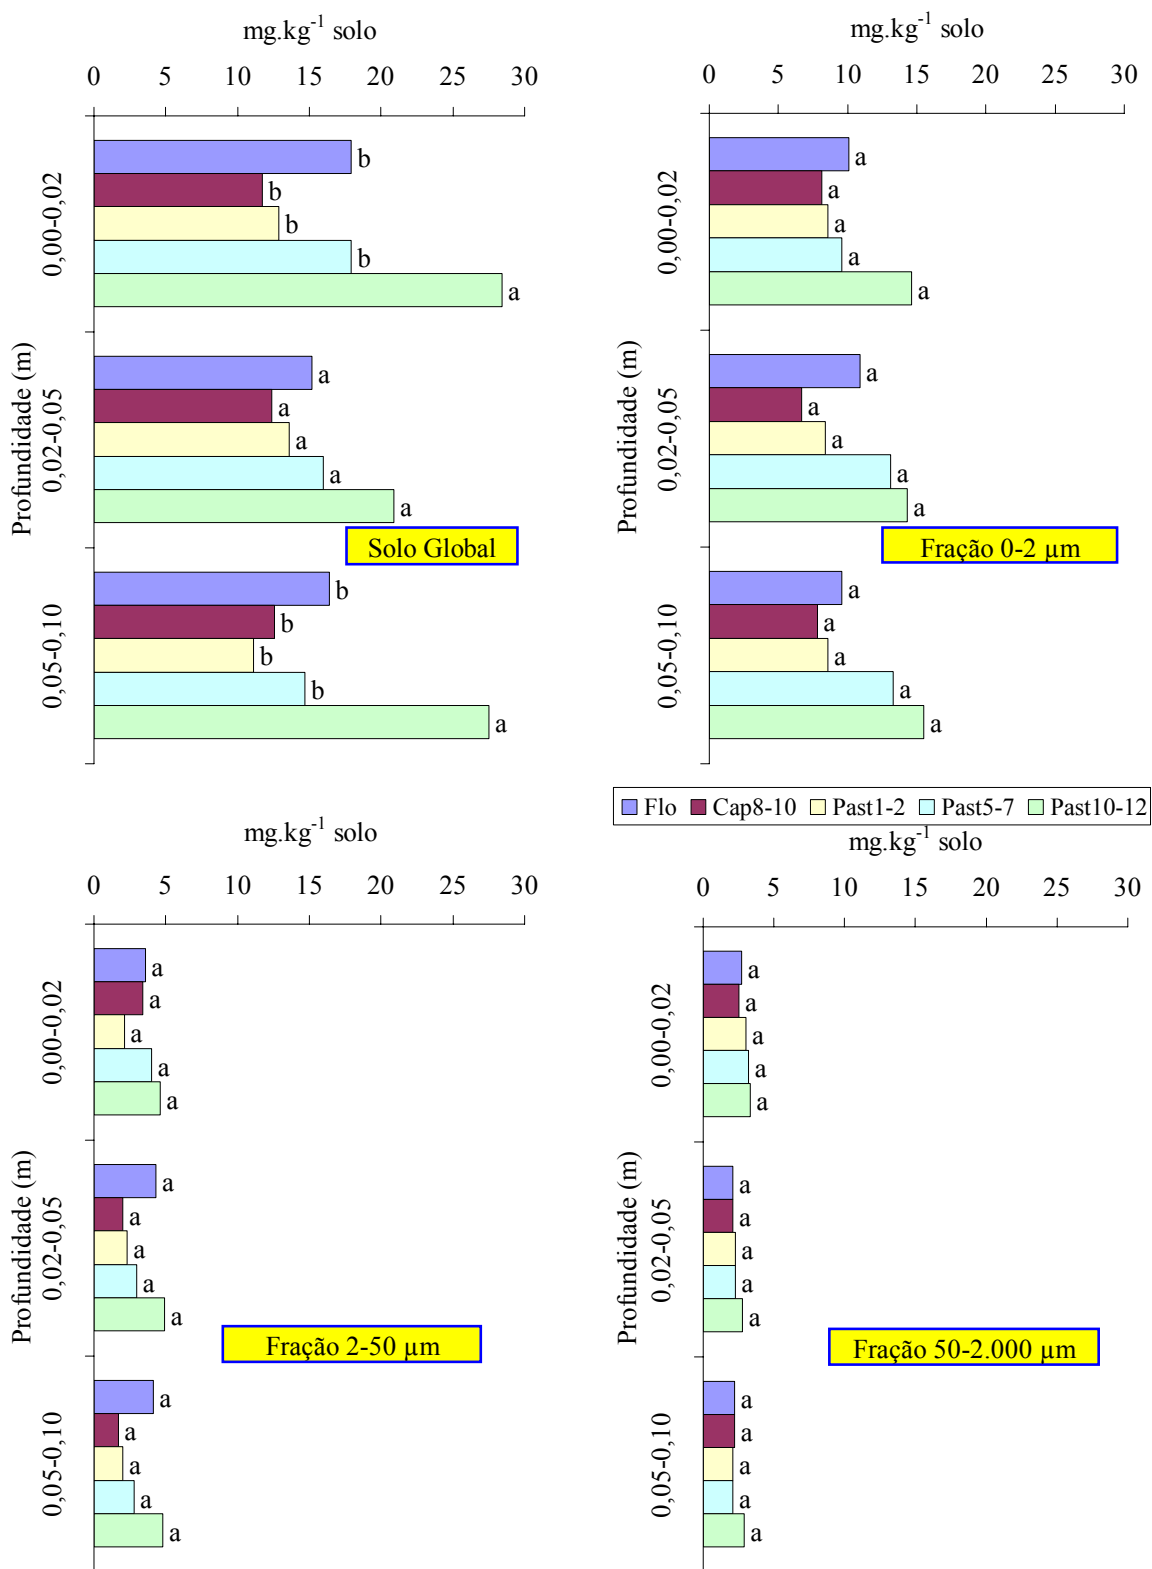 mg.kg⁻¹ solo
0 5 10 15 20 25 30
Profundidade (m)
0,00-0,02
b
b
b
b
a
0,02-0,05
a
a
a
a
a
Solo Global
0,05-0,10
b
b
b
b
a
mg.kg⁻¹ solo
0 5 10 15 20 25 30
Profundidade (m)
0,00-0,02
a
a
a
a
a
0,02-0,05
a
a
a
a
a
Fração 0-2 µm
0,05-0,10
a
a
a
a
a
Flo Cap8-10 Past1-2 Past5-7 Past10-12
mg.kg⁻¹ solo
0 5 10 15 20 25 30
Profundidade (m)
0,00-0,02
a
a
a
a
a
0,02-0,05
a
a
a
a
a
Fração 2-50 µm
0,05-0,10
a
a
a
a
a
mg.kg⁻¹ solo
0 5 10 15 20 25 30
Profundidade (m)
0,00-0,02
a
a
a
a
a
0,02-0,05
a
a
a
a
a
Fração 50-2.000 µm
0,05-0,10
a
a
a
a
a